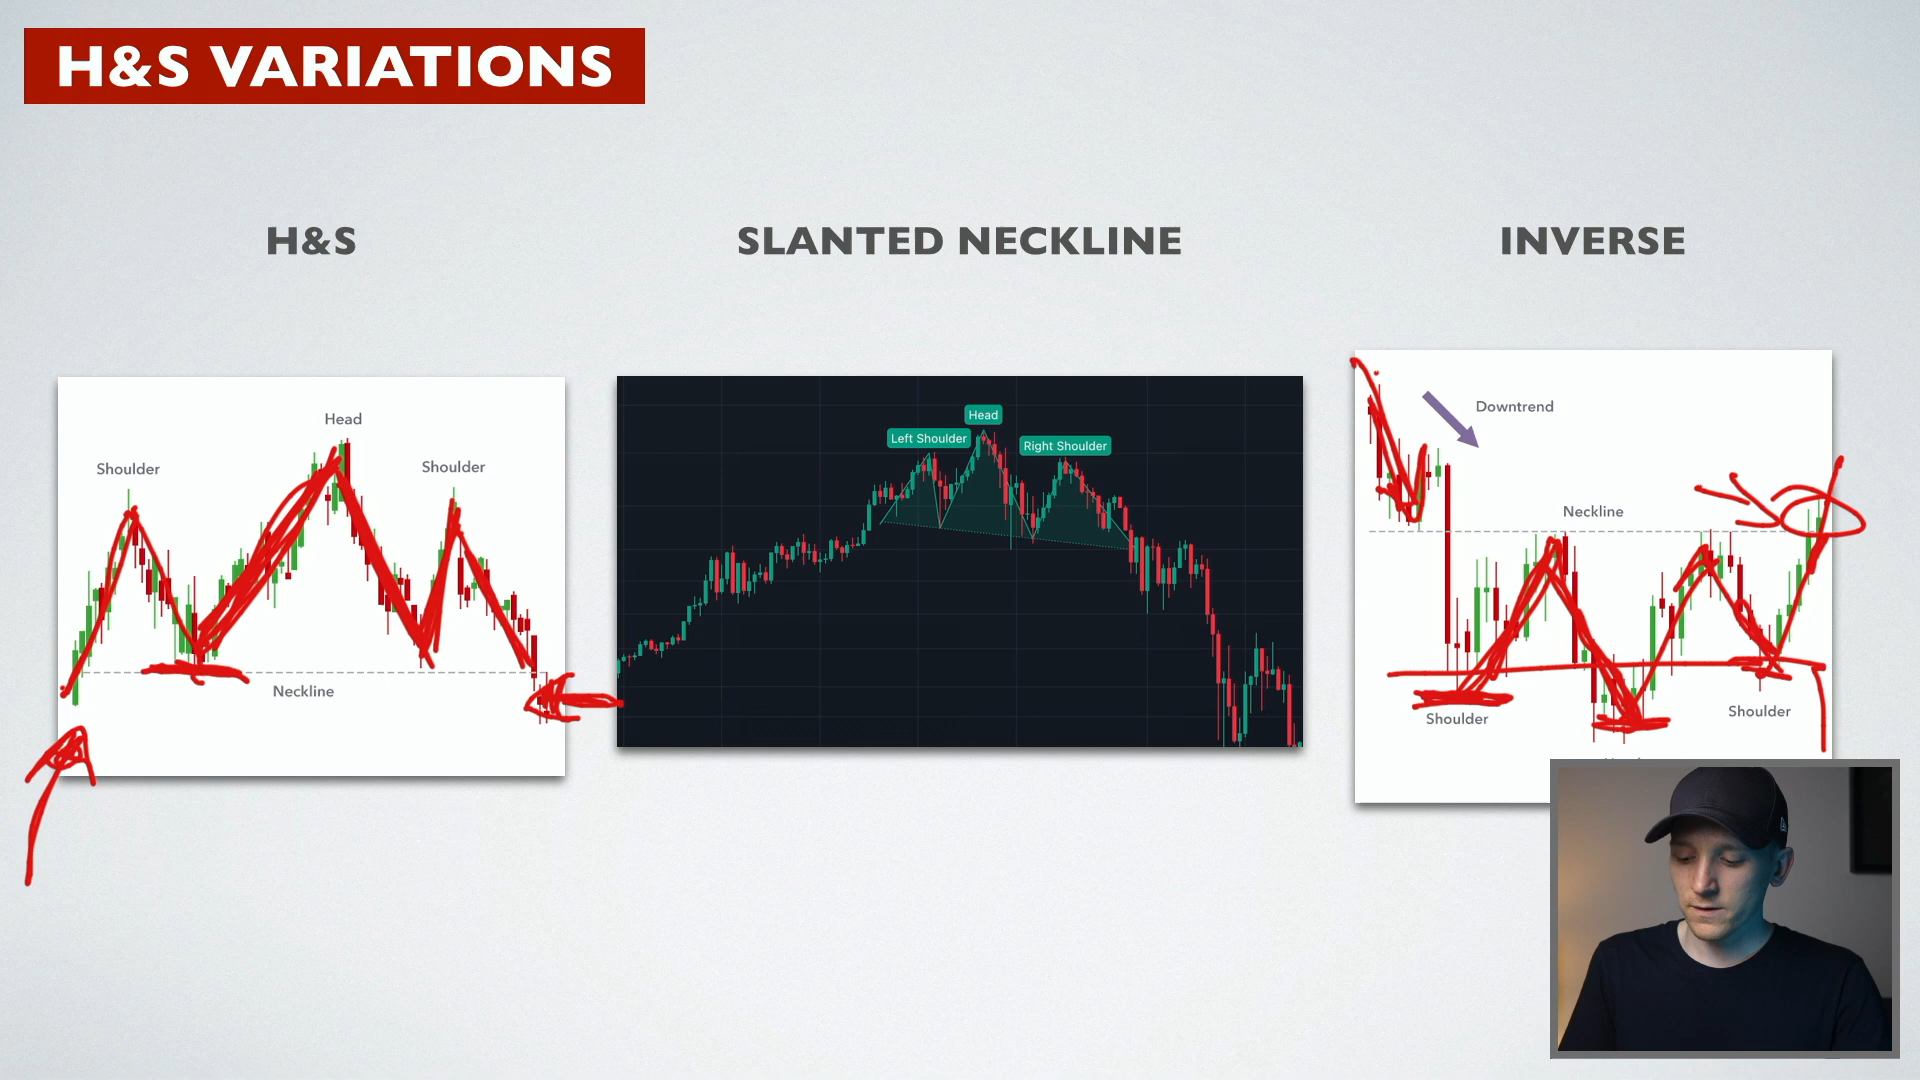 H&S VARIATIONS
H&S
SLANTED NECKLINE
INVERSE
Head
Shoulder
Shoulder
Neckline
Head
Left Shoulder
Right Shoulder
Downtrend
Neckline
Shoulder
Shoulder